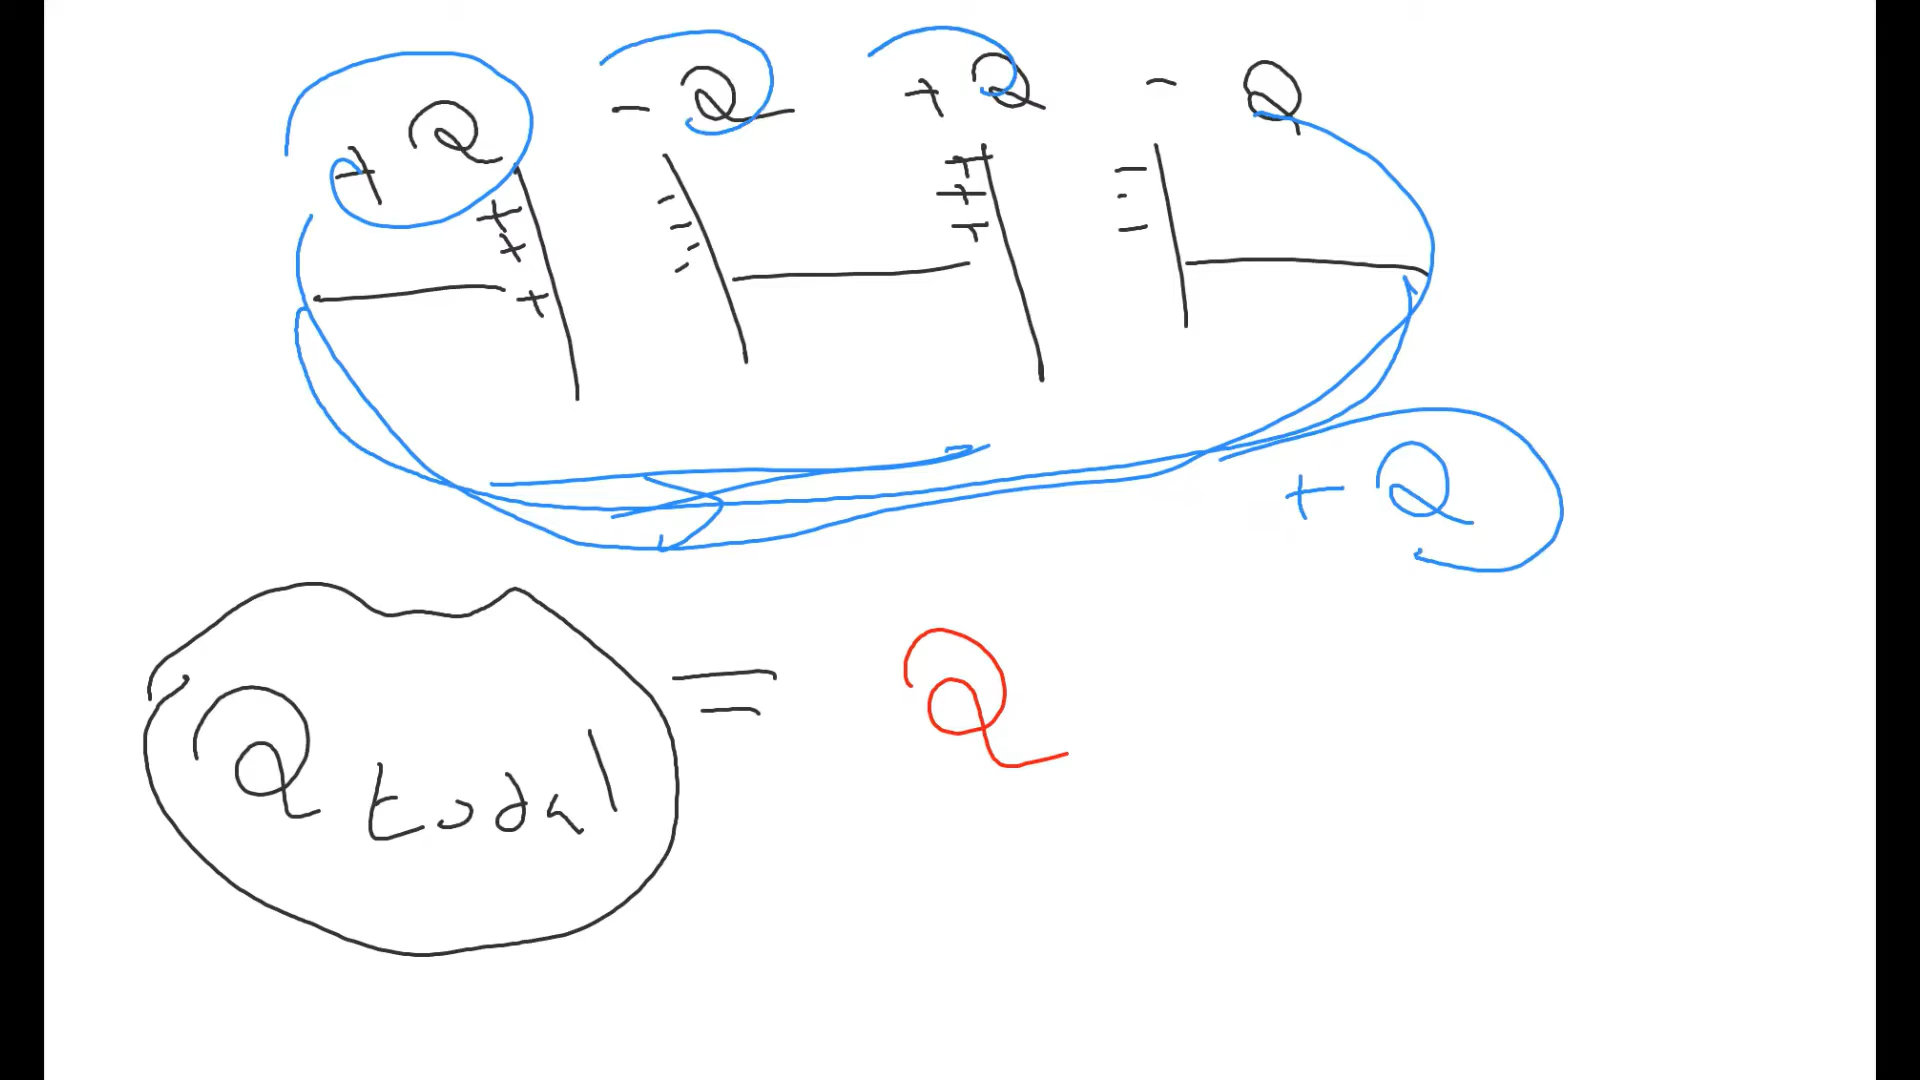 + Q - Q + Q - Q
+ + + - - - - + + + - - -
+ Q
Q total = Q